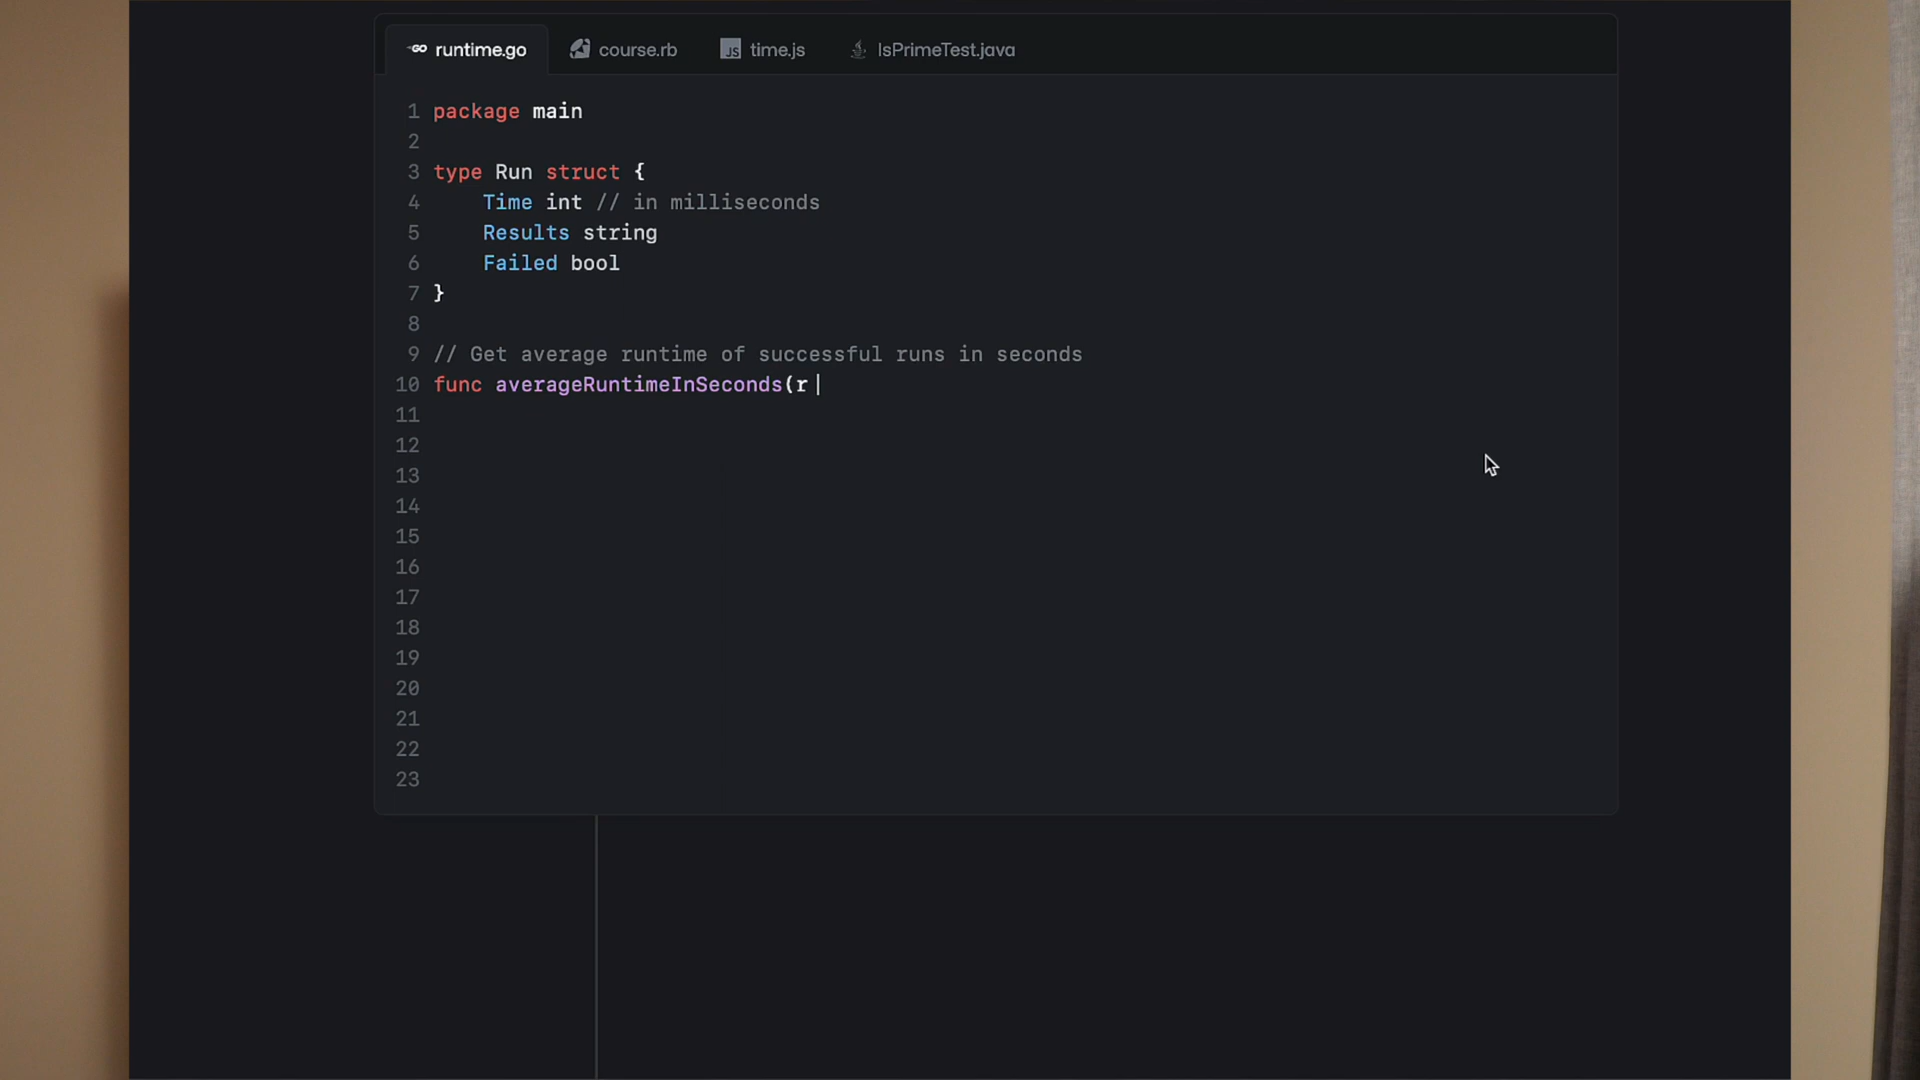 GO runtime.go course.rb JS time.js IsPrimeTest.java
1 package main
2
3 type Run struct {
4 Time int // in milliseconds
5 Results string
6 Failed bool
7 }
8
9 // Get average runtime of successful runs in seconds
10 func averageRuntimeInSeconds(r
11
12
13
14
15
16
17
18
19
20
21
22
23